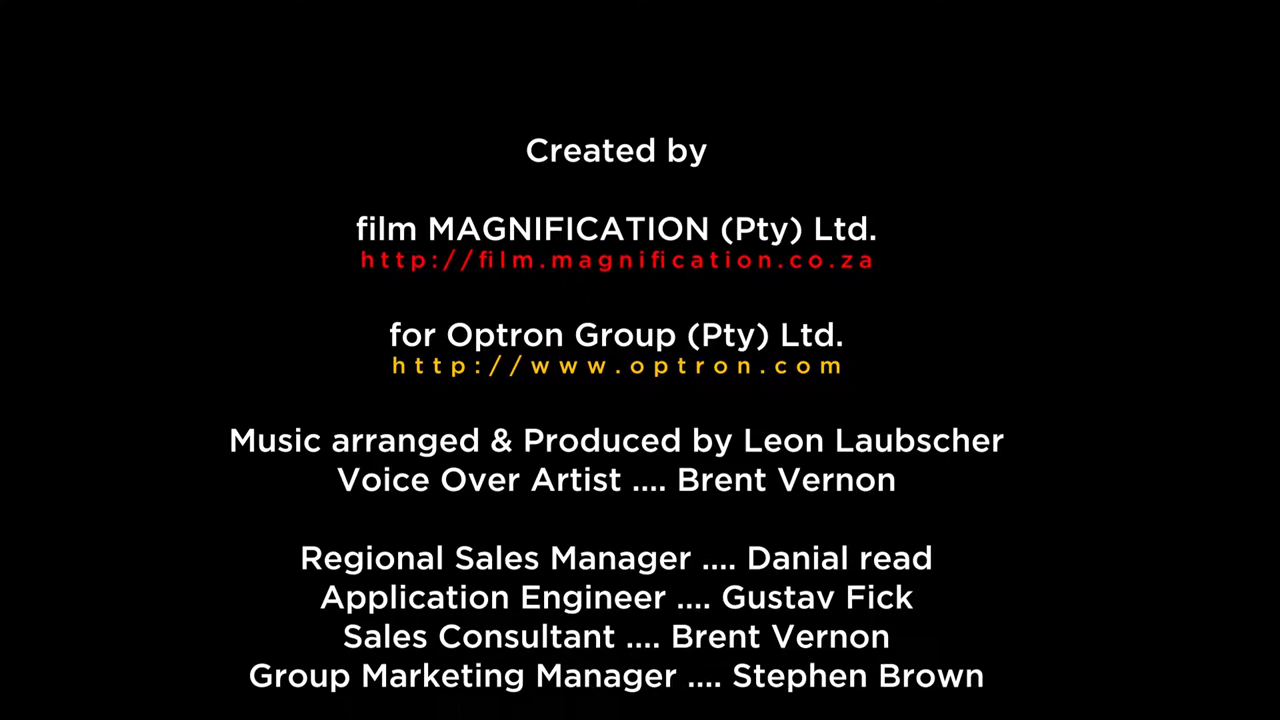 Created by
film MAGNIFICATION (Pty) Ltd.
http://film.magnification.co.za
for Optron Group (Pty) Ltd.
http://www.optron.com
Music arranged & Produced by Leon Laubscher
Voice Over Artist .... Brent Vernon
Regional Sales Manager .... Danial read
Application Engineer .... Gustav Fick
Sales Consultant .... Brent Vernon
Group Marketing Manager .... Stephen Brown